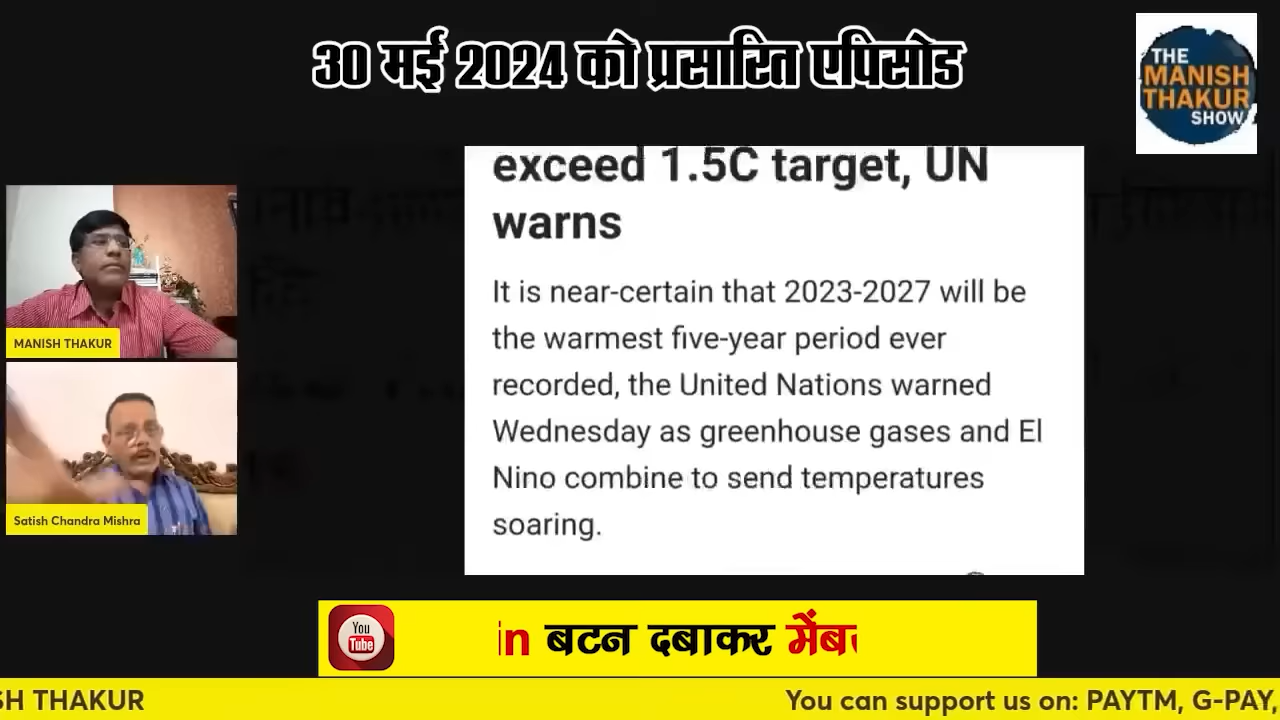 30 मई 2024 को प्रसारित एपिसोड
THE
MANISH
THAKUR
SHOW
exceed 1.5C target, UN
warns
It is near-certain that 2023-2027 will be
the warmest five-year period ever
recorded, the United Nations warned
Wednesday as greenhouse gases and El
Nino combine to send temperatures
soaring.
MANISH THAKUR
Satish Chandra Mishra
You
Tube
in बटन दबाकर
SH THAKUR
You can support us on: PAYTM, G-PAY,